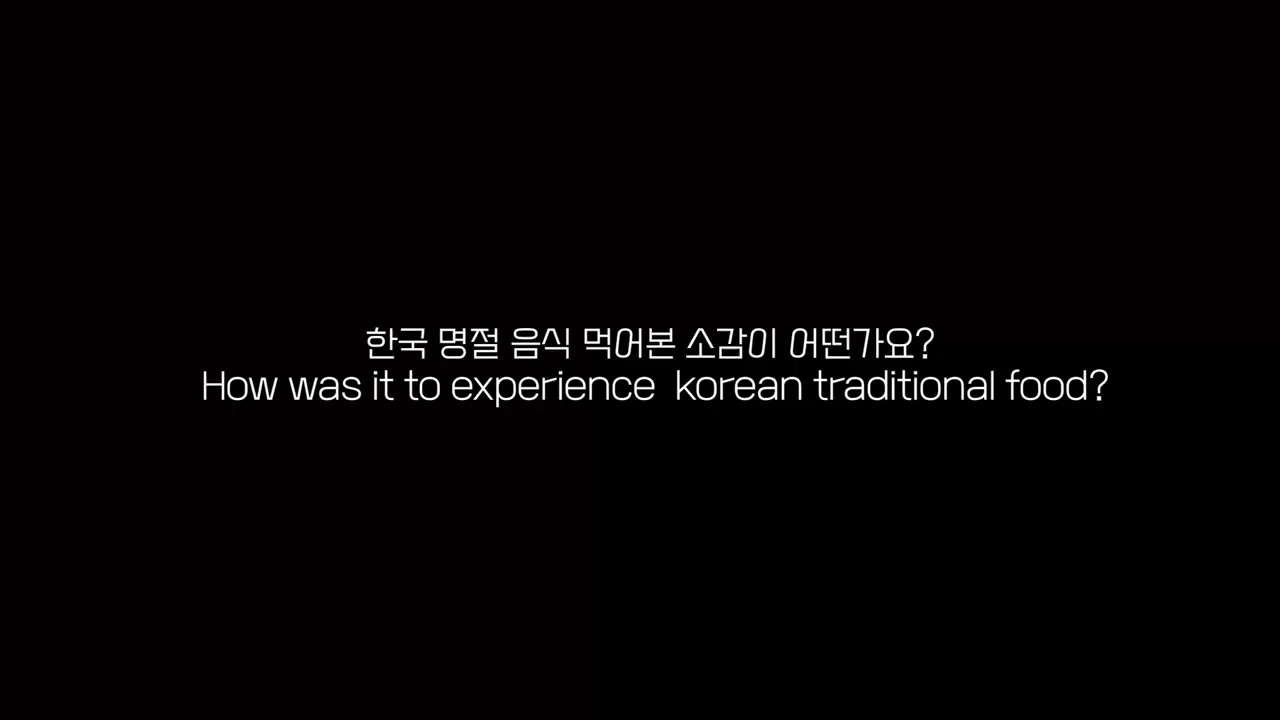 한국 명절 음식 먹어본 소감이 어떤가요?
How was it to experience  korean traditional food?